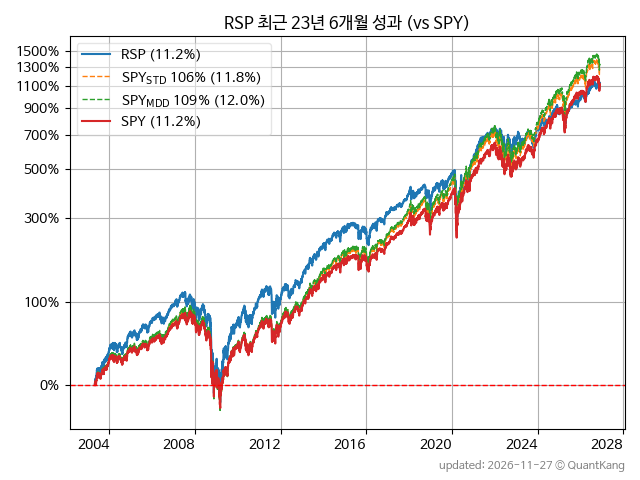 RSP 최근 23년 6개월 성과 (vs SPY)
RSP (11.2%)
SPY_STD 106% (11.8%)
SPY_MDD 109% (12.0%)
SPY (11.2%)
1500%
1300%
1100%
900%
700%
500%
300%
100%
0%
2004 2008 2012 2016 2020 2024 2028
updated: 2026-11-27 © QuantKang